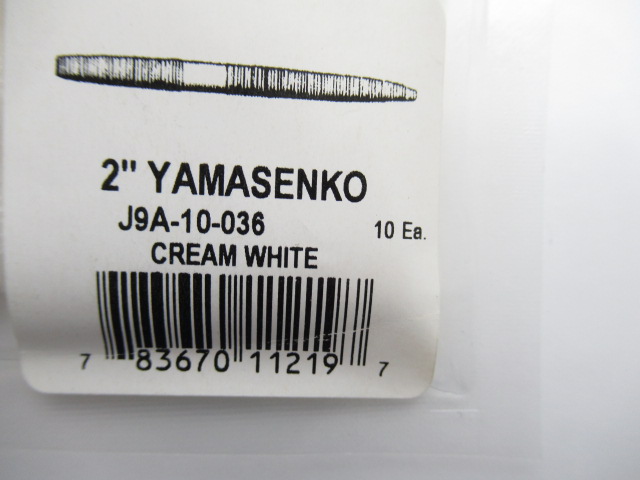 2" YAMASENKO
J9A-10-036 10 Ea.
CREAM WHITE
7 83670 11219 7